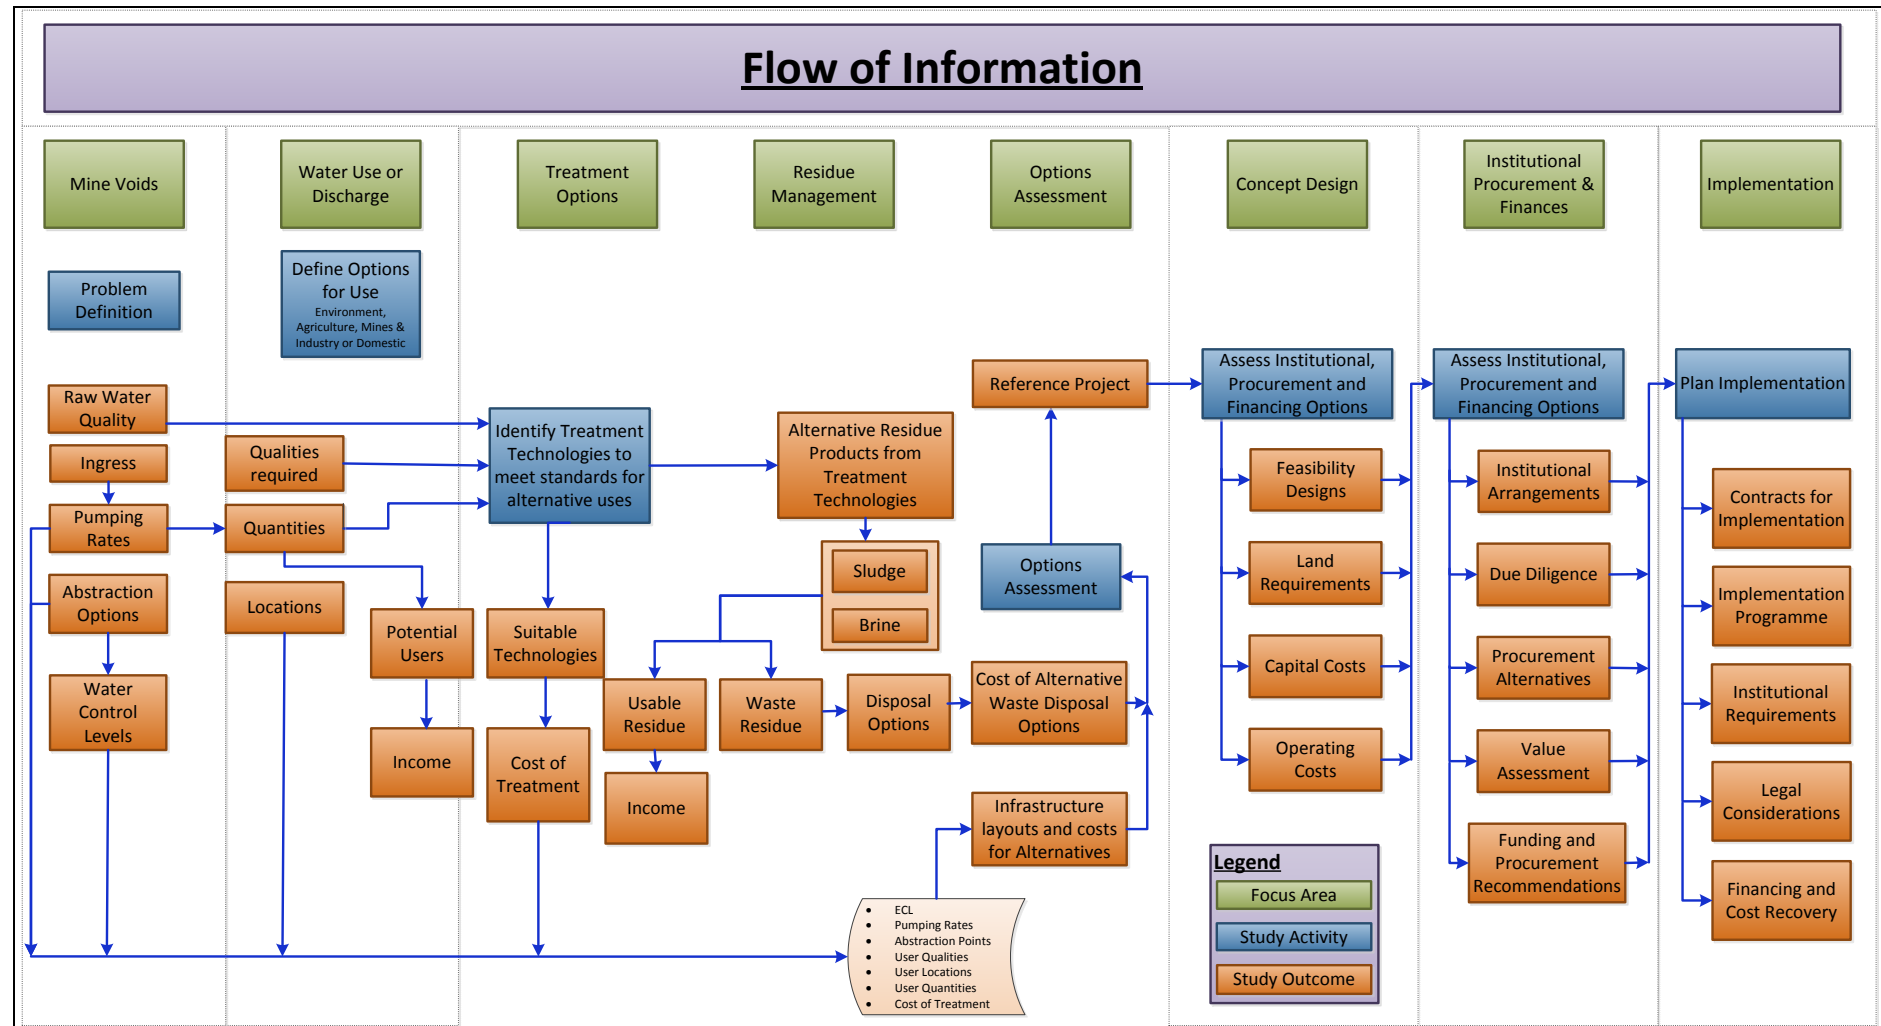 Flow of Information
Mine Voids
Water Use or
Discharge
Treatment
Options
Residue
Management
Options
Assessment
Concept Design
Institutional
Procurement &
Finances
Implementation
Problem
Definition
Define Options
for Use
Environment,
Agriculture, Mines &
Industry or Domestic
Raw Water
Quality
Ingress
Pumping
Rates
Abstraction
Options
Water
Control
Levels
Qualities
required
Quantities
Locations
Potential
Users
Income
Identify Treatment
Technologies to
meet standards for
alternative uses
Suitable
Technologies
Cost of
Treatment
Alternative Residue
Products from
Treatment
Technologies
Sludge
Brine
Usable
Residue
Income
Waste
Residue
Disposal
Options
Reference Project
Options
Assessment
Cost of Alternative
Waste Disposal
Options
Infrastructure
layouts and costs
for Alternatives
• ECL
• Pumping Rates
• Abstraction Points
• User Qualities
• User Locations
• User Quantities
• Cost of Treatment
Assess Institutional,
Procurement and
Financing Options
Feasibility
Designs
Land
Requirements
Capital Costs
Operating
Costs
Assess Institutional,
Procurement and
Financing Options
Institutional
Arrangements
Due Diligence
Procurement
Alternatives
Value
Assessment
Funding and
Procurement
Recommendations
Plan Implementation
Contracts for
Implementation
Implementation
Programme
Institutional
Requirements
Legal
Considerations
Financing and
Cost Recovery
Legend
Focus Area
Study Activity
Study Outcome